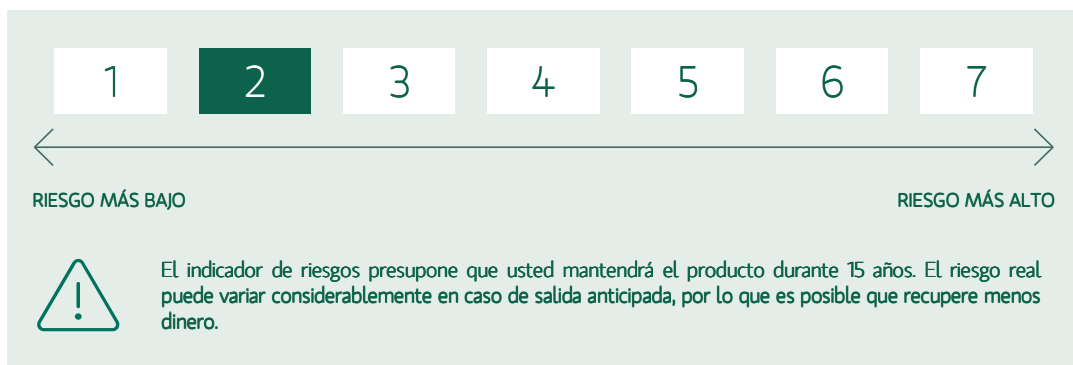 1 2 3 4 5 6 7
RIESGO MÁS BAJO RIESGO MÁS ALTO
El indicador de riesgos presupone que usted mantendrá el producto durante 15 años. El riesgo real
puede variar considerablemente en caso de salida anticipada, por lo que es posible que recupere menos
dinero.